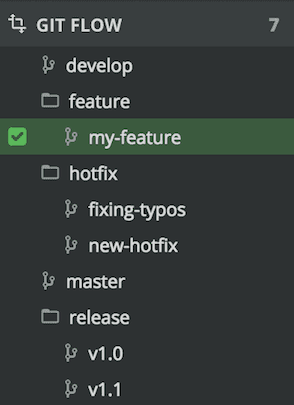 GIT FLOW 7
develop
feature
my-feature
hotfix
fixing-typos
new-hotfix
master
release
v1.0
v1.1